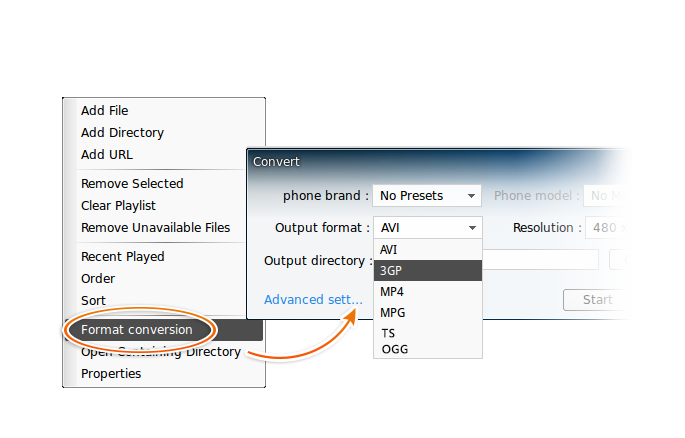 Add File
Add Directory
Add URL
Remove Selected
Clear Playlist
Remove Unavailable Files
Recent Played
Order
Sort
Format conversion
Open Containing Directory
Properties
Convert
phone brand : No Presets Phone model : No
Output format : AVI Resolution : 480
Output directory :
AVI
3GP
MP4
MPG
TS
OGG
Advanced sett... Start